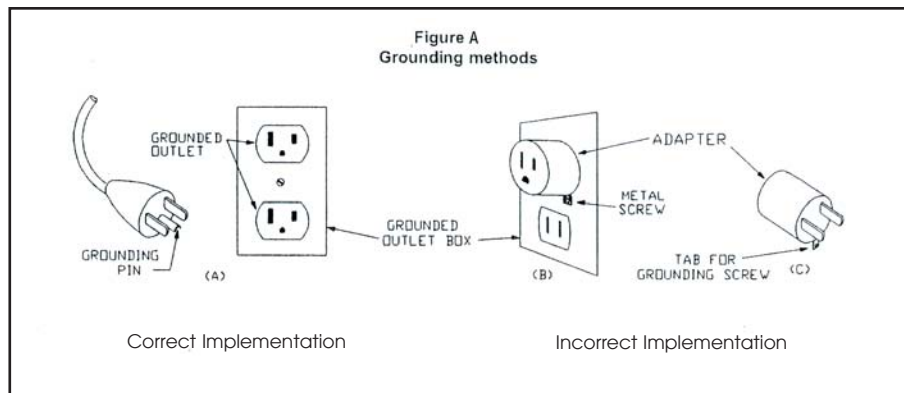 Figure A
Grounding methods
GROUNDED
OUTLET
GROUNDING
PIN
(A)
GROUNDED
OUTLET BOX
ADAPTER
METAL
SCREW
(B)
TAB FOR
GROUNDING SCREW
(C)
Correct Implementation
Incorrect Implementation